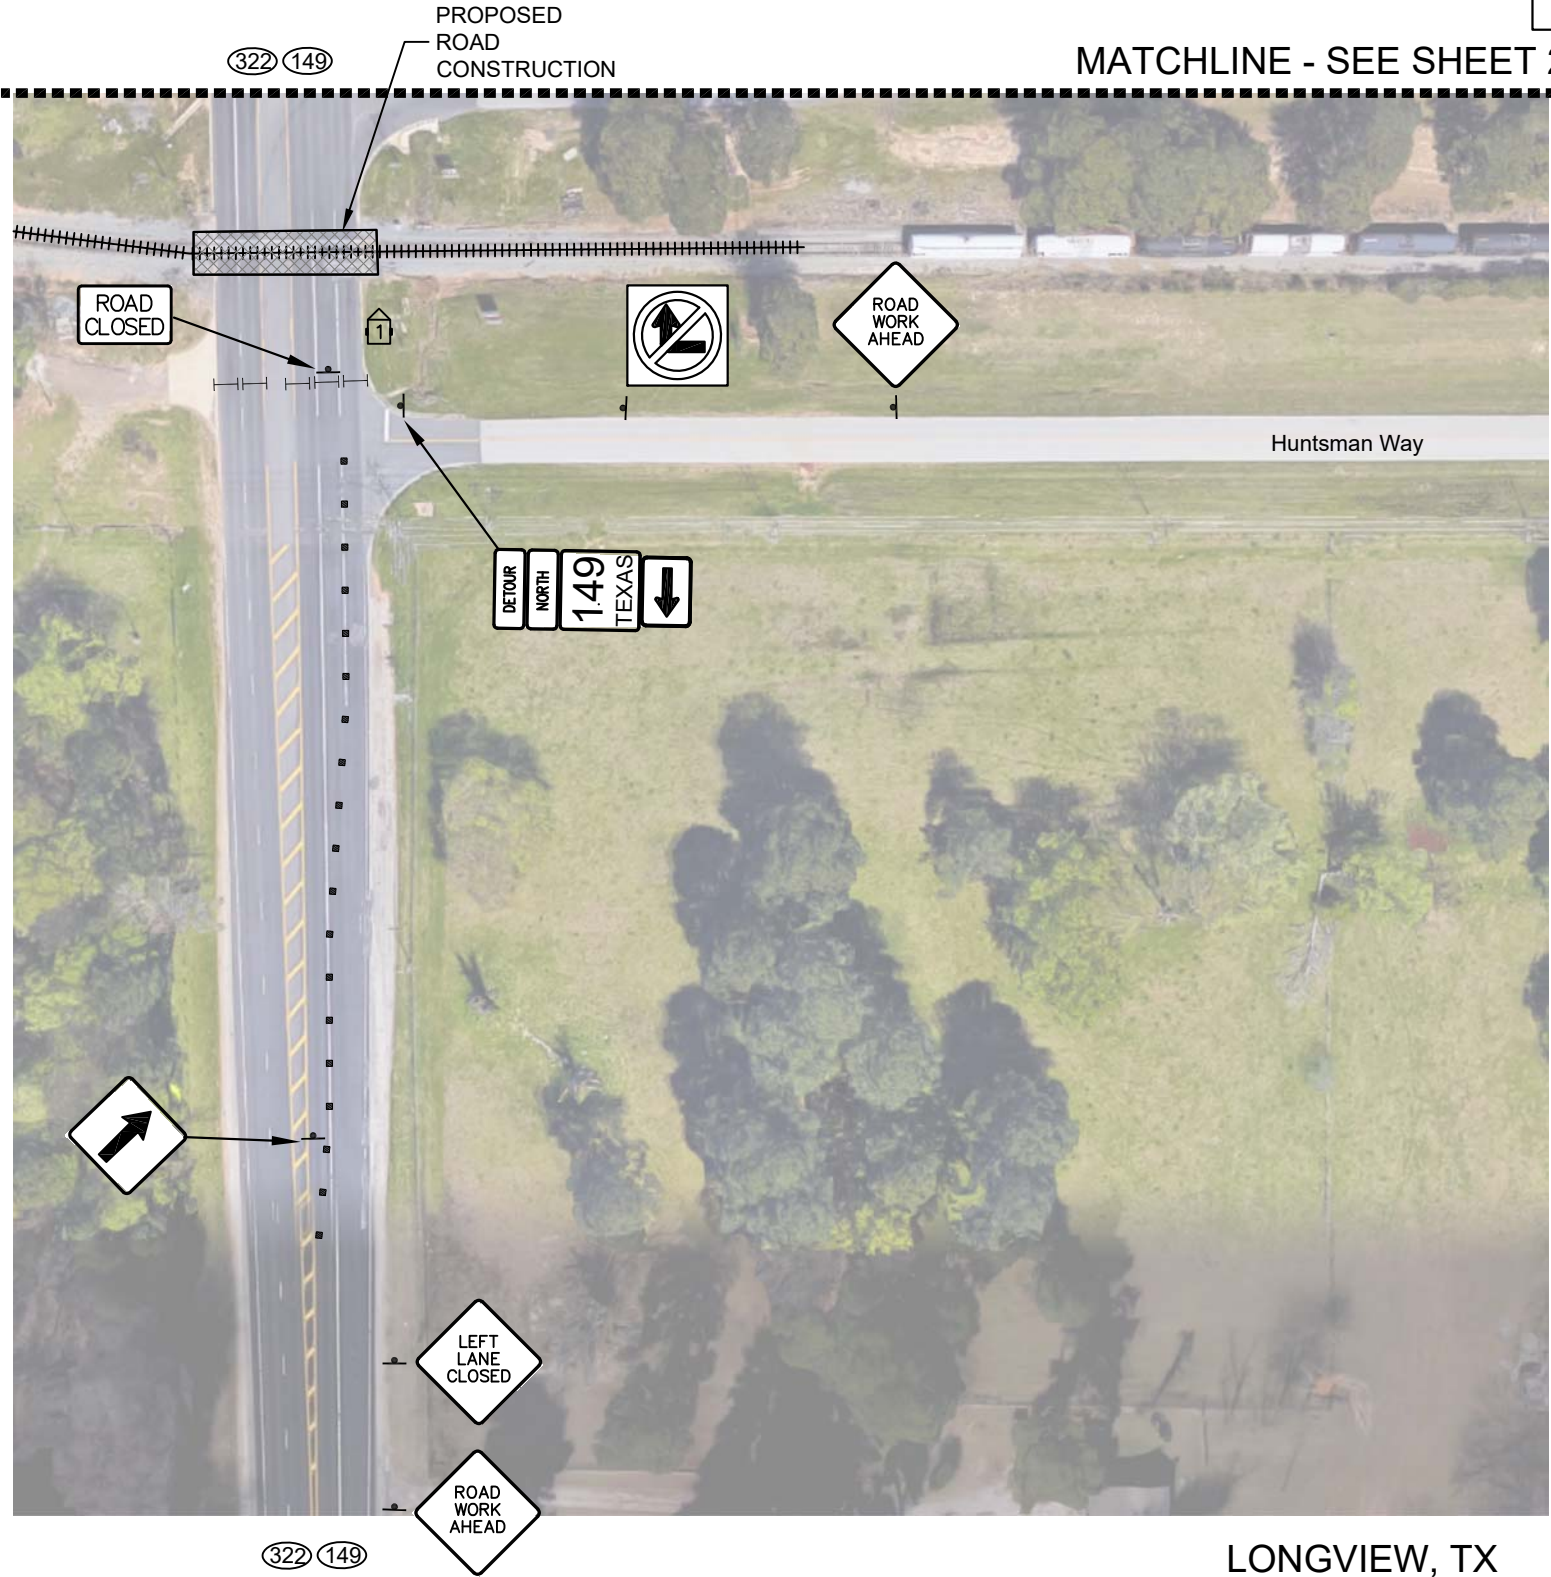 PROPOSED
ROAD
CONSTRUCTION
322 149
MATCHLINE - SEE SHEET
ROAD
CLOSED
1
ROAD
WORK
AHEAD
Huntsman Way
DETOUR
NORTH
149
TEXAS
LEFT
LANE
CLOSED
ROAD
WORK
AHEAD
322 149
LONGVIEW, TX